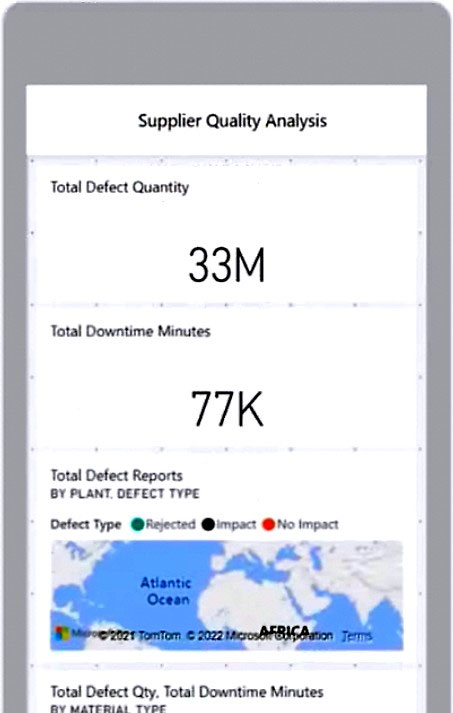 Supplier Quality Analysis
Total Defect Quantity
33M
Total Downtime Minutes
77K
Total Defect Reports
BY PLANT, DEFECT TYPE
Defect Type Rejected Impact No Impact
Atlantic
Ocean
AFRICA
© 2021 TomTom © 2022 Microsoft Corporation Terms
Total Defect Qty, Total Downtime Minutes
BY MATERIAL TYPE